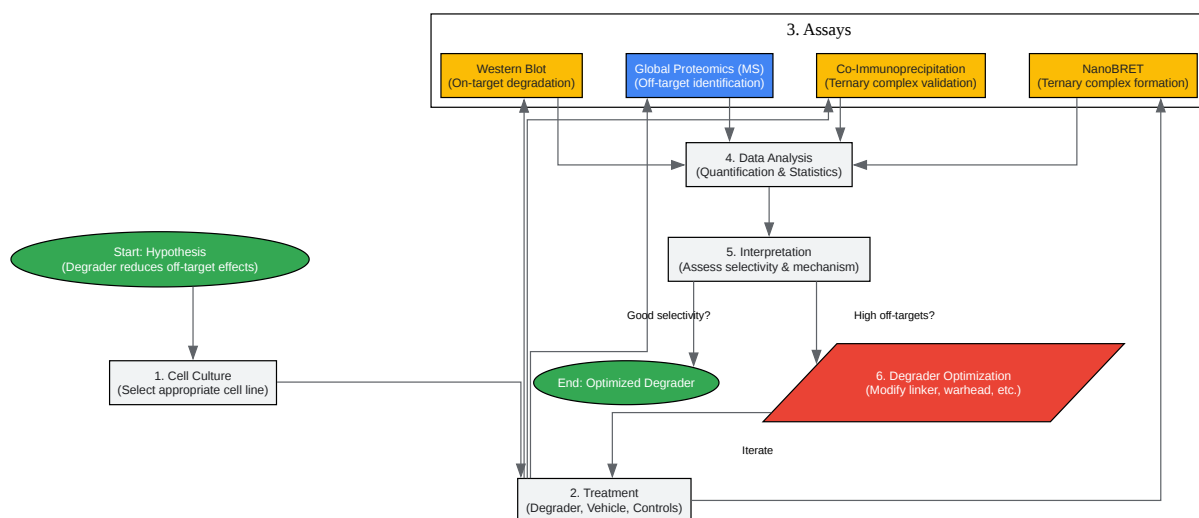 3. Assays
Western Blot
(On-target degradation)
Global Proteomics (MS)
(Off-target identification)
Co-Immunoprecipitation
(Ternary complex validation)
NanoBRET
(Ternary complex formation)
4. Data Analysis
(Quantification & Statistics)
Start: Hypothesis
(Degrader reduces off-target effects)
5. Interpretation
(Assess selectivity & mechanism)
Good selectivity?
High off-targets?
1. Cell Culture
(Select appropriate cell line)
End: Optimized Degrader
6. Degrader Optimization
(Modify linker, warhead, etc.)
Iterate
2. Treatment
(Degrader, Vehicle, Controls)